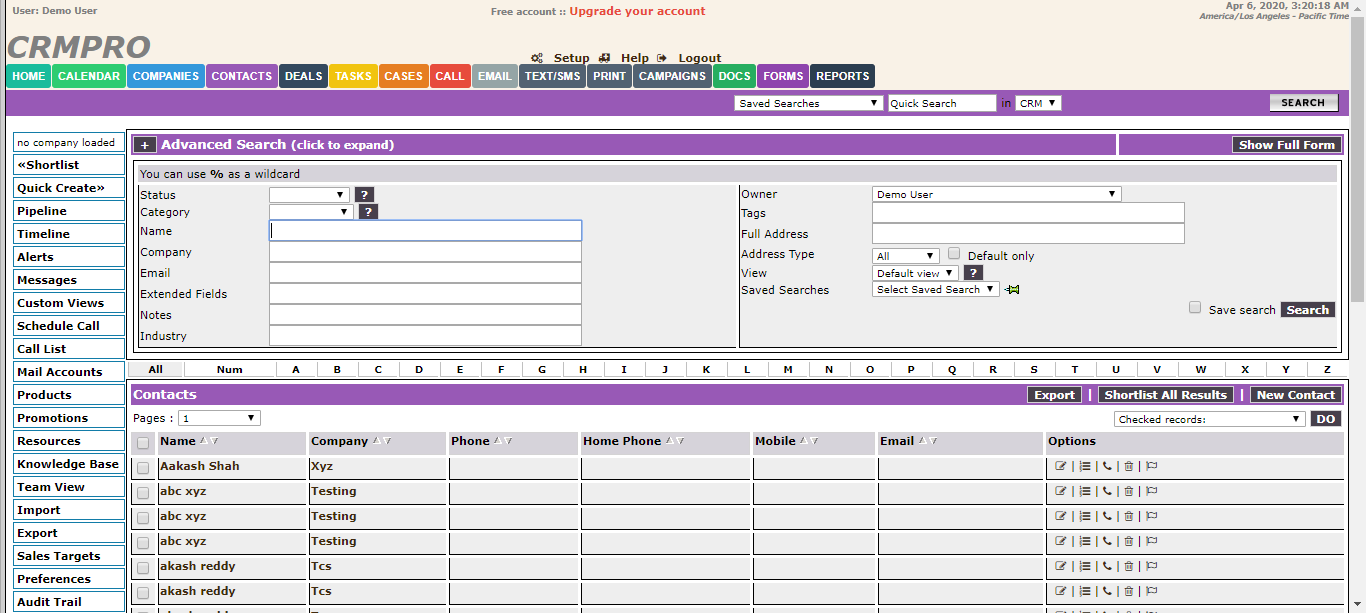 User: Demo User
Free account :: Upgrade your account
Apr 6, 2020, 3:20:18 AM
America/Los Angeles - Pacific Time
CRMPRO
Setup Help Logout
HOME CALENDAR COMPANIES CONTACTS DEALS TASKS CASES CALL EMAIL TEXT/SMS PRINT CAMPAIGNS DOCS FORMS REPORTS
Saved Searches Quick Search in CRM SEARCH
no company loaded
«Shortlist
Quick Create»
Pipeline
Timeline
Alerts
Messages
Custom Views
Schedule Call
Call List
Mail Accounts
Products
Promotions
Resources
Knowledge Base
Team View
Import
Export
Sales Targets
Preferences
Audit Trail
+ Advanced Search (click to expand) Show Full Form
You can use % as a wildcard
Status ?
Category ?
Name
Company
Email
Extended Fields
Notes
Industry
Owner Demo User
Tags
Full Address
Address Type All Default only
View Default view ?
Saved Searches Select Saved Search
Save search Search
All Num A B C D E F G H I J K L M N O P Q R S T U V W X Y Z
Contacts Export | Shortlist All Results | New Contact
Pages : 1 Checked records: DO
Name Company Phone Home Phone Mobile Email Options
Aakash Shah Xyz | | | |
abc xyz Testing | | | |
abc xyz Testing | | | |
abc xyz Testing | | | |
akash reddy Tcs | | | |
akash reddy Tcs | | | |